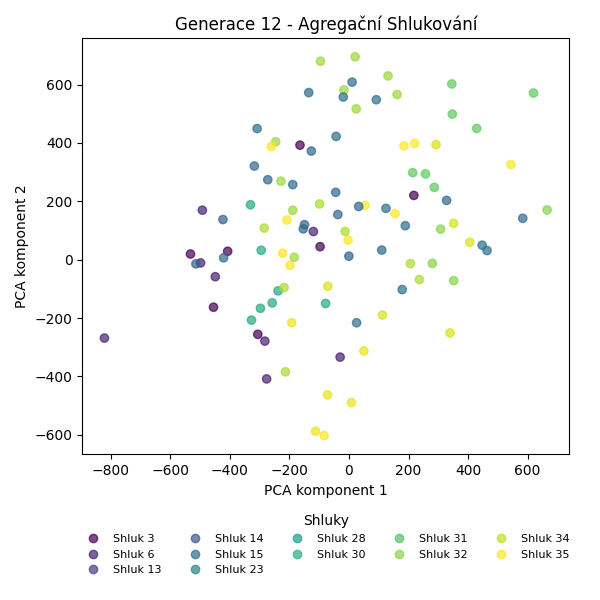 Generace 12 - Agregační Shlukování
PCA komponent 2
600
400
200
0
−200
−400
−600
−800
−600
−400
−200
0
200
400
600
PCA komponent 1
Shluky
Shluk 3
Shluk 14
Shluk 28
Shluk 31
Shluk 34
Shluk 6
Shluk 15
Shluk 30
Shluk 32
Shluk 35
Shluk 13
Shluk 23